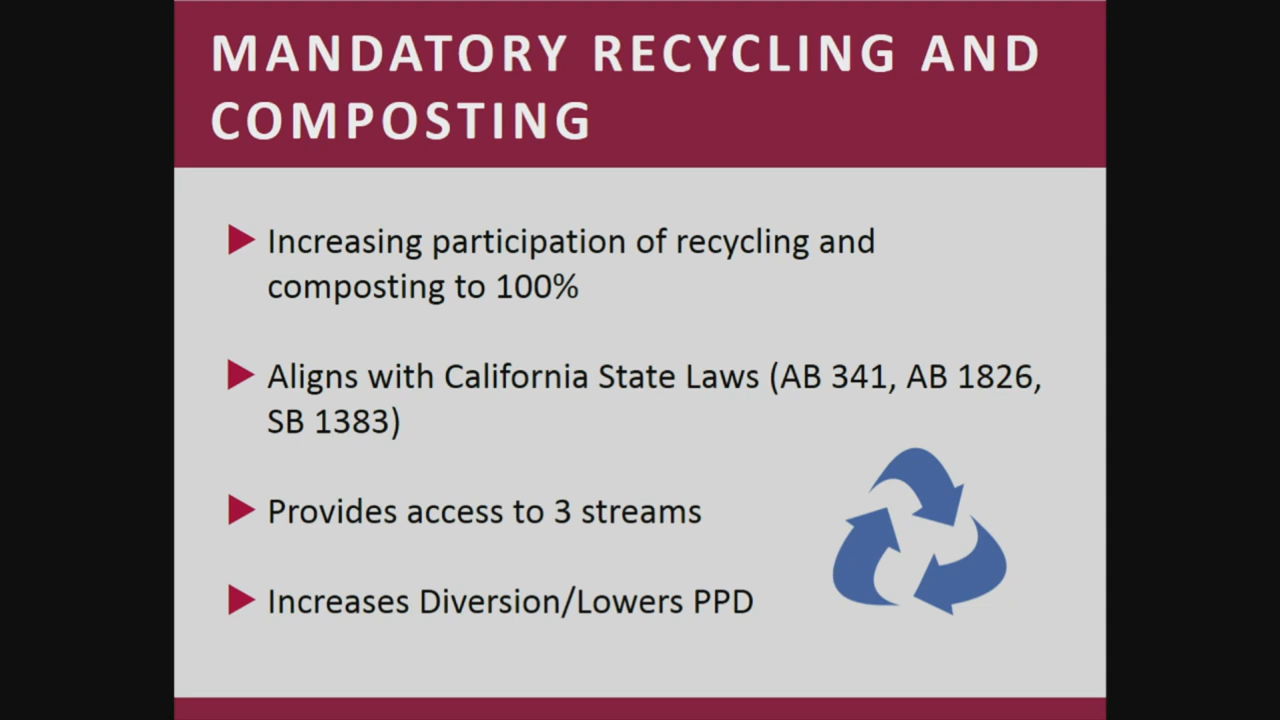 MANDATORY RECYCLING AND
COMPOSTING
Increasing participation of recycling and
composting to 100%
Aligns with California State Laws (AB 341, AB 1826,
SB 1383)
Provides access to 3 streams
Increases Diversion/Lowers PPD